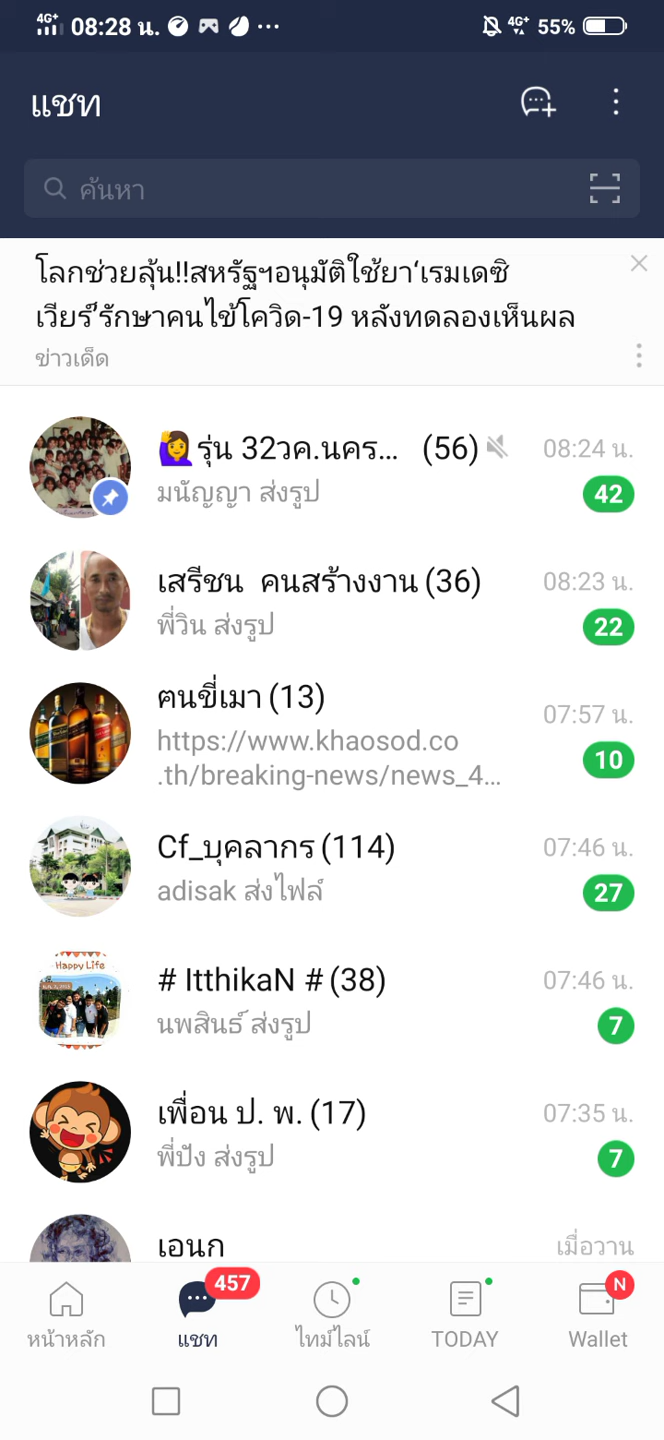 4G+ 08:28 น. 4G+ 55%
แชท
ค้นหา
โลกช่วยลุ้น!!สหรัฐฯอนุมัติใช้ยา‘เรมเดซิ
เวียร์’รักษาคนไข้โควิด-19 หลังทดลองเห็นผล
ข่าวเด็ด
🙋‍♀️รุ่น 32วค.นคร... (56) 08:24 น.
มนัญญา ส่งรูป 42
เสรีชน คนสร้างงาน (36) 08:23 น.
พี่วิน ส่งรูป 22
ฅนขี่เมา (13) 07:57 น.
https://www.khaosod.co
.th/breaking-news/news_4... 10
Cf_บุคลากร (114) 07:46 น.
adisak ส่งไฟล์ 27
Happy Life
# ItthikaN # (38) 07:46 น.
นพสินธ์ ส่งรูป 7
เพื่อน ป. พ. (17) 07:35 น.
พี่ปัง ส่งรูป 7
เอนก เมื่อวาน
457 N
หน้าหลัก แชท ไทม์ไลน์ TODAY Wallet